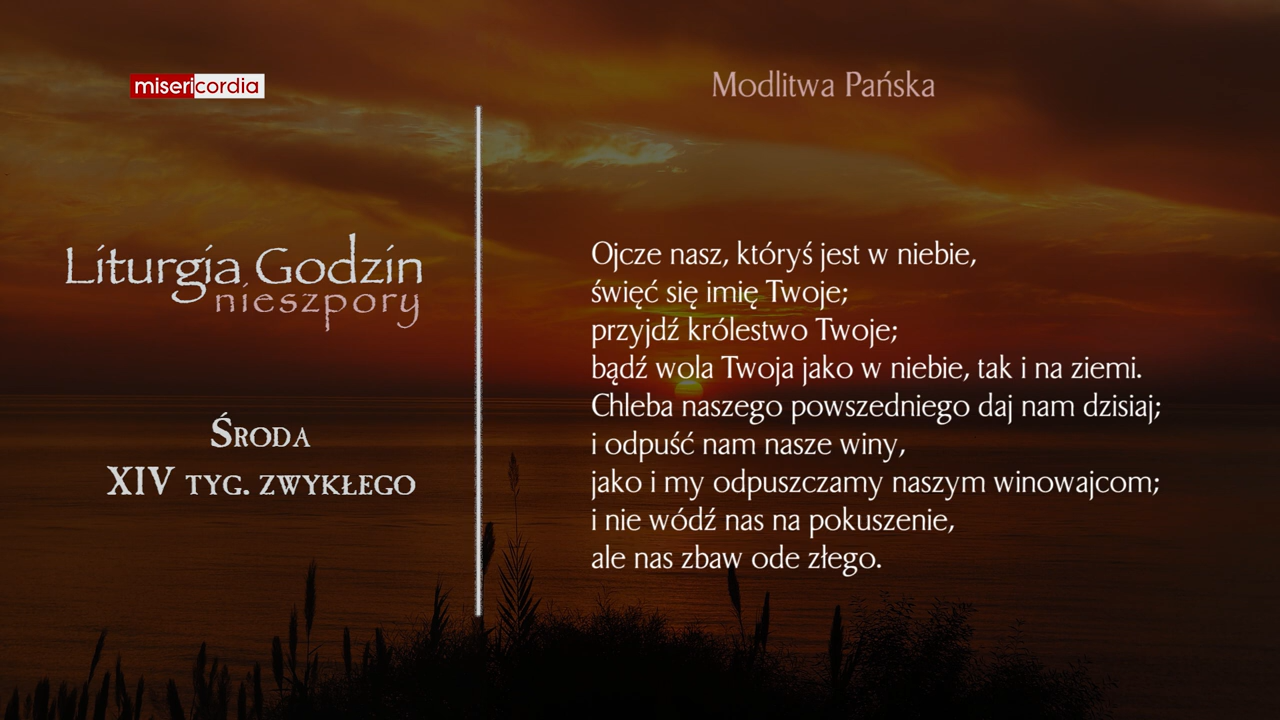 misericordia
Liturgia Godzin
nieszpory
Środa
XIV tyg. zwykłego
Modlitwa Pańska
Ojcze nasz, któryś jest w niebie,
święć się imię Twoje;
przyjdź królestwo Twoje;
bądź wola Twoja jako w niebie, tak i na ziemi.
Chleba naszego powszedniego daj nam dzisiaj;
i odpuść nam nasze winy,
jako i my odpuszczamy naszym winowajcom;
i nie wódź nas na pokuszenie,
ale nas zbaw ode złego.